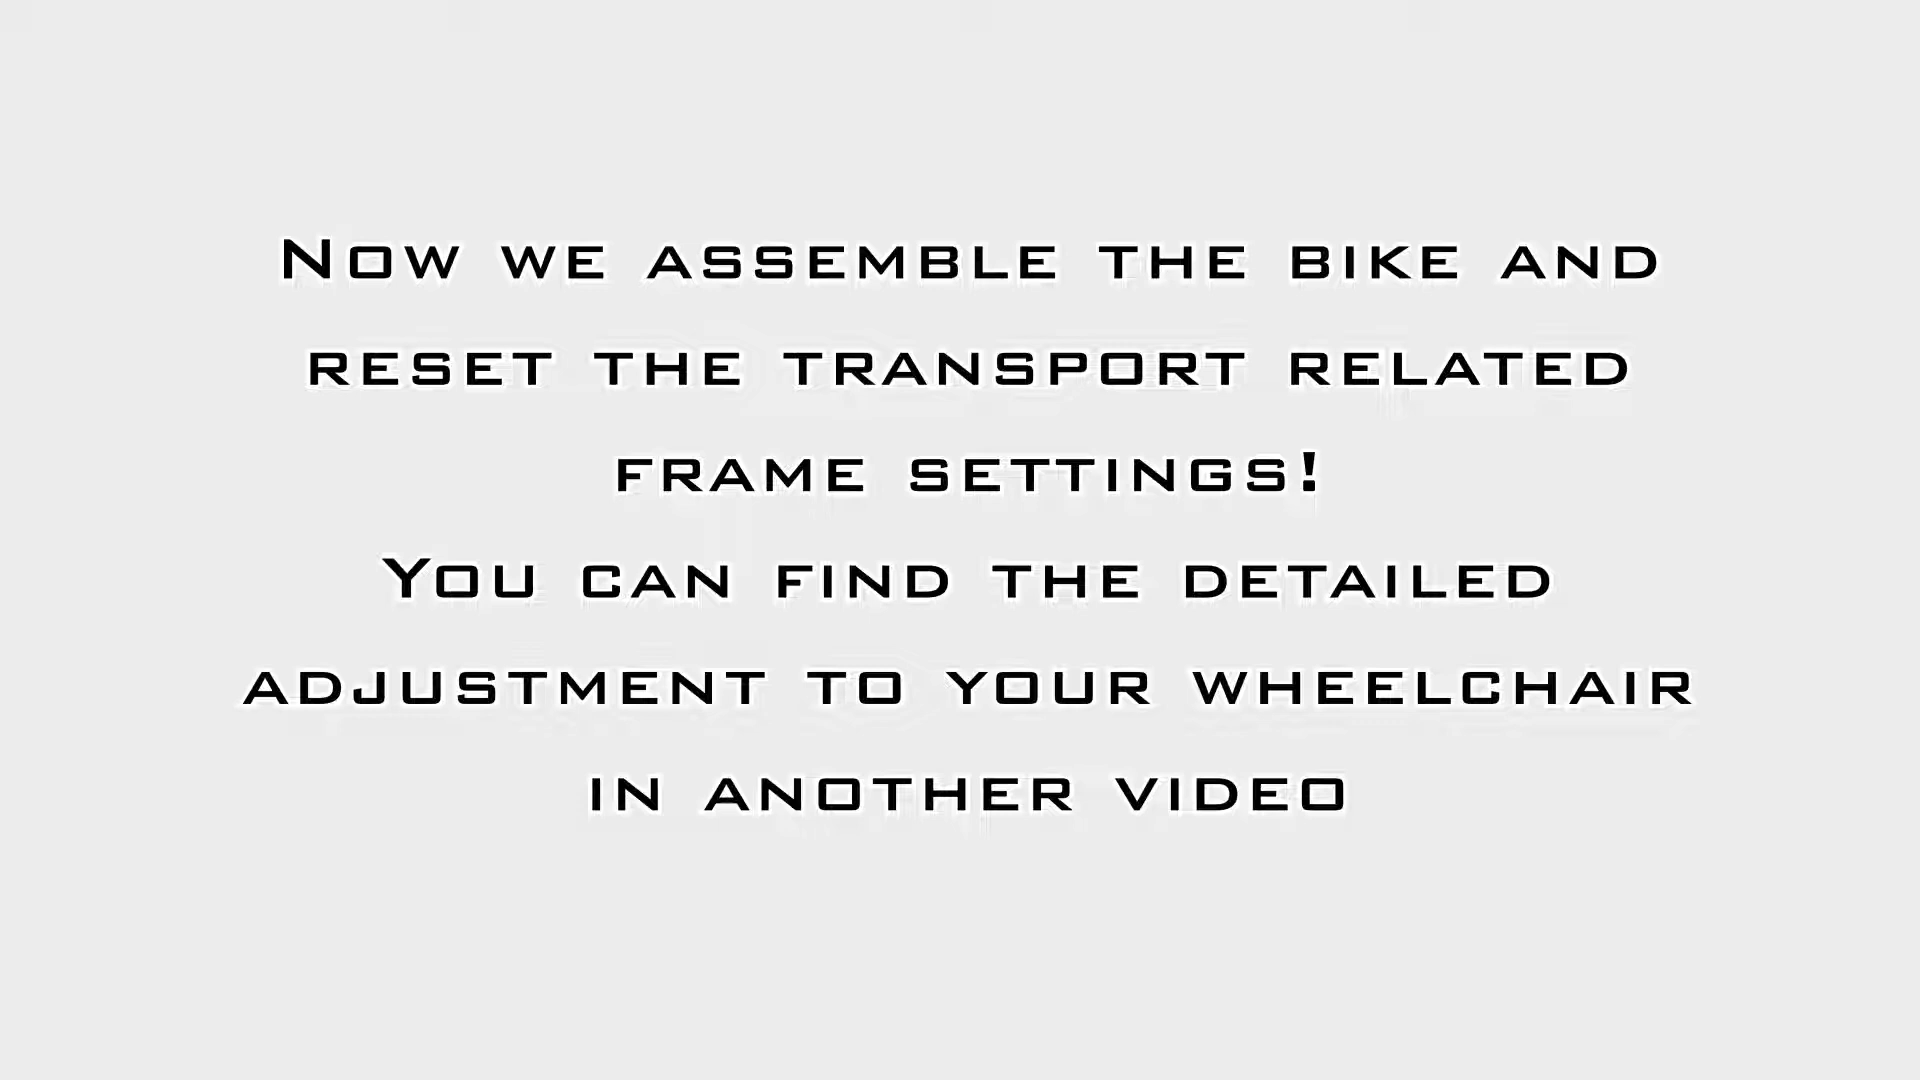 Now we assemble the bike and
reset the transport related
frame settings!
You can find the detailed
adjustment to your wheelchair
in another video